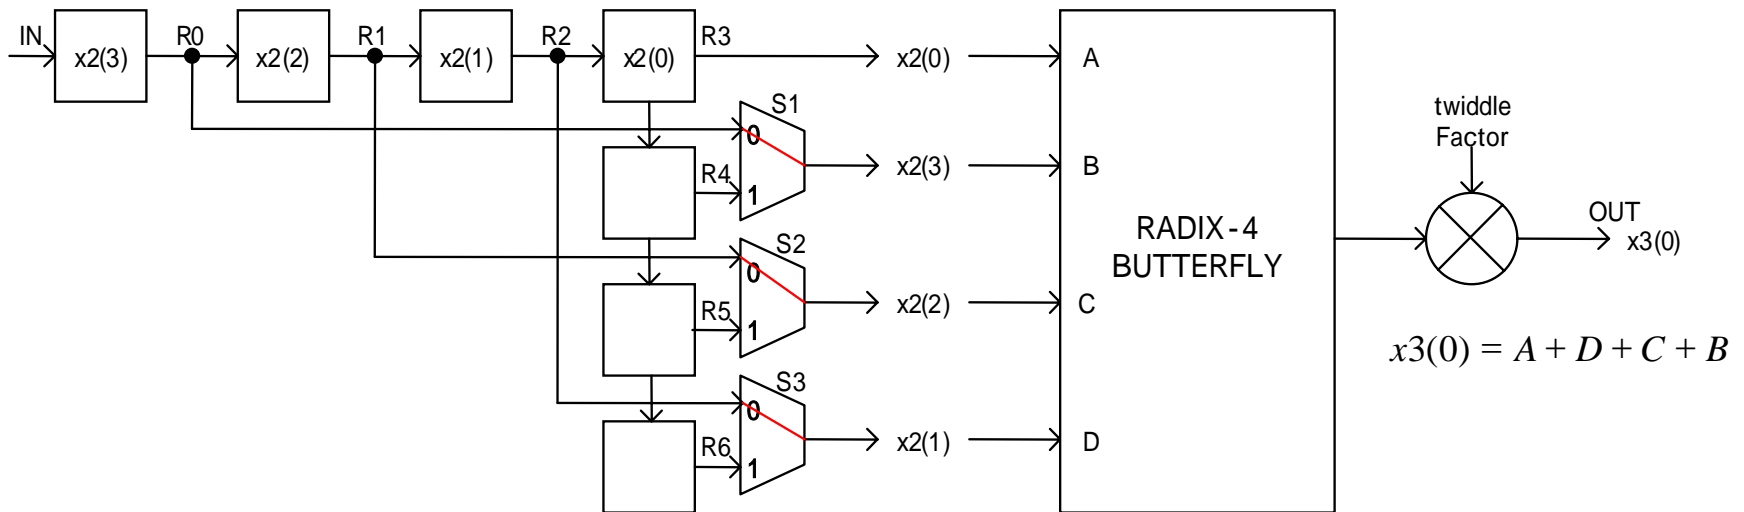 IN
x2(3)
R0
x2(2)
R1
x2(1)
R2
x2(0)
R3
x2(0)
A
S1
0
R4
1
x2(3)
B
twiddle
Factor
S2
0
R5
1
x2(2)
C
RADIX-4
BUTTERFLY
OUT
x3(0)
S3
0
R6
1
x2(1)
D
x3(0) = A + D + C + B